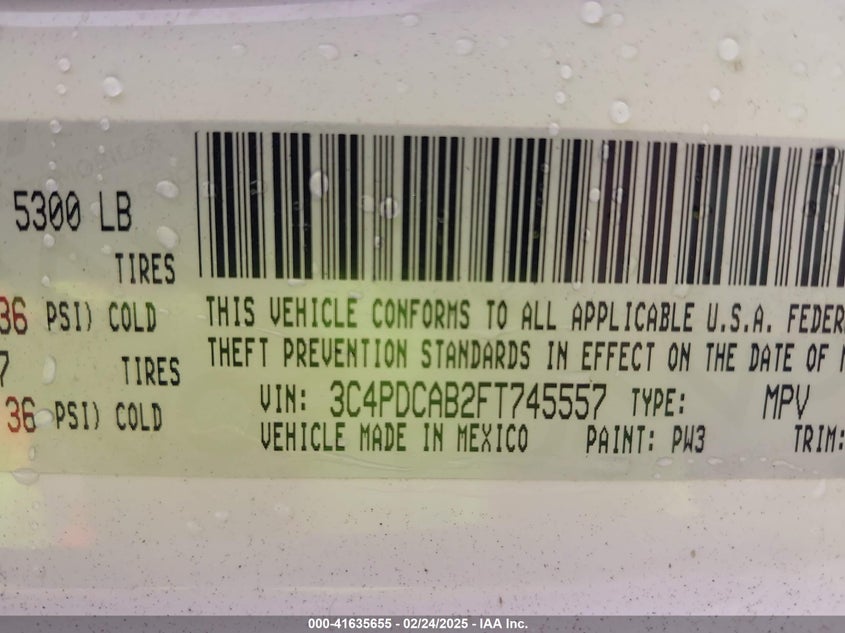 5300 LB
TIRES
36 PSI) COLD
7
TIRES
36 PSI) COLD
THIS VEHICLE CONFORMS TO ALL APPLICABLE U.S.A. FEDER
THEFT PREVENTION STANDARDS IN EFFECT ON THE DATE OF M
VIN: 3C4PDCAB2FT745557 TYPE: MPV
VEHICLE MADE IN MEXICO PAINT: PW3 TRIM:
000-41635655 - 02/24/2025 - IAA Inc.